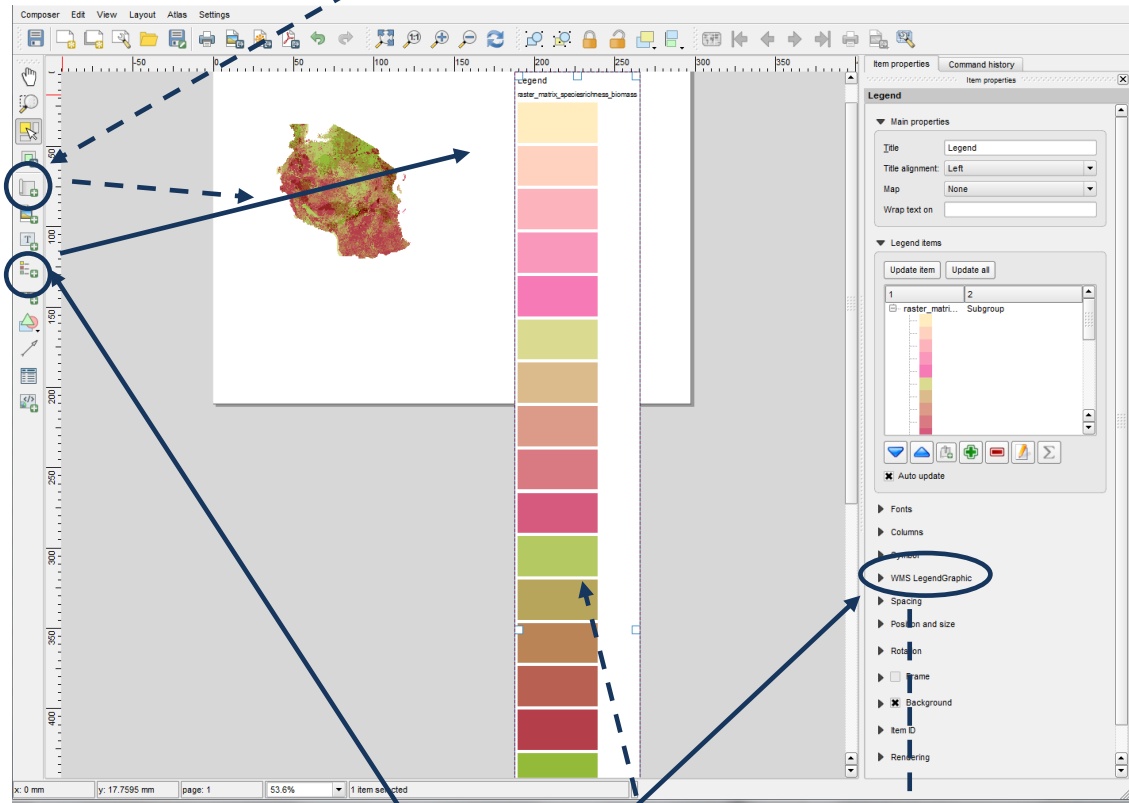 Composer Edit View Layout Atlas Settings
-50 0 50 100 150 200 250 300 350
Item properties Command history
Item properties
Legend
Main properties
Title Legend
Title alignment: Left
Map None
Wrap text on
Legend items
Update item Update all
1 2
raster_matri... Subgroup
Auto update
Fonts
Columns
Symbol
WMS LegendGraphic
Spacing
Position and size
Rotation
Frame
Background
Item ID
Rendering
0
50
100
150
200
250
300
350
400
Legend
raster_matrix_speciesrichness_biomass
x: 0 mm y: 17.7595 mm page: 1 53.6% 1 item selected